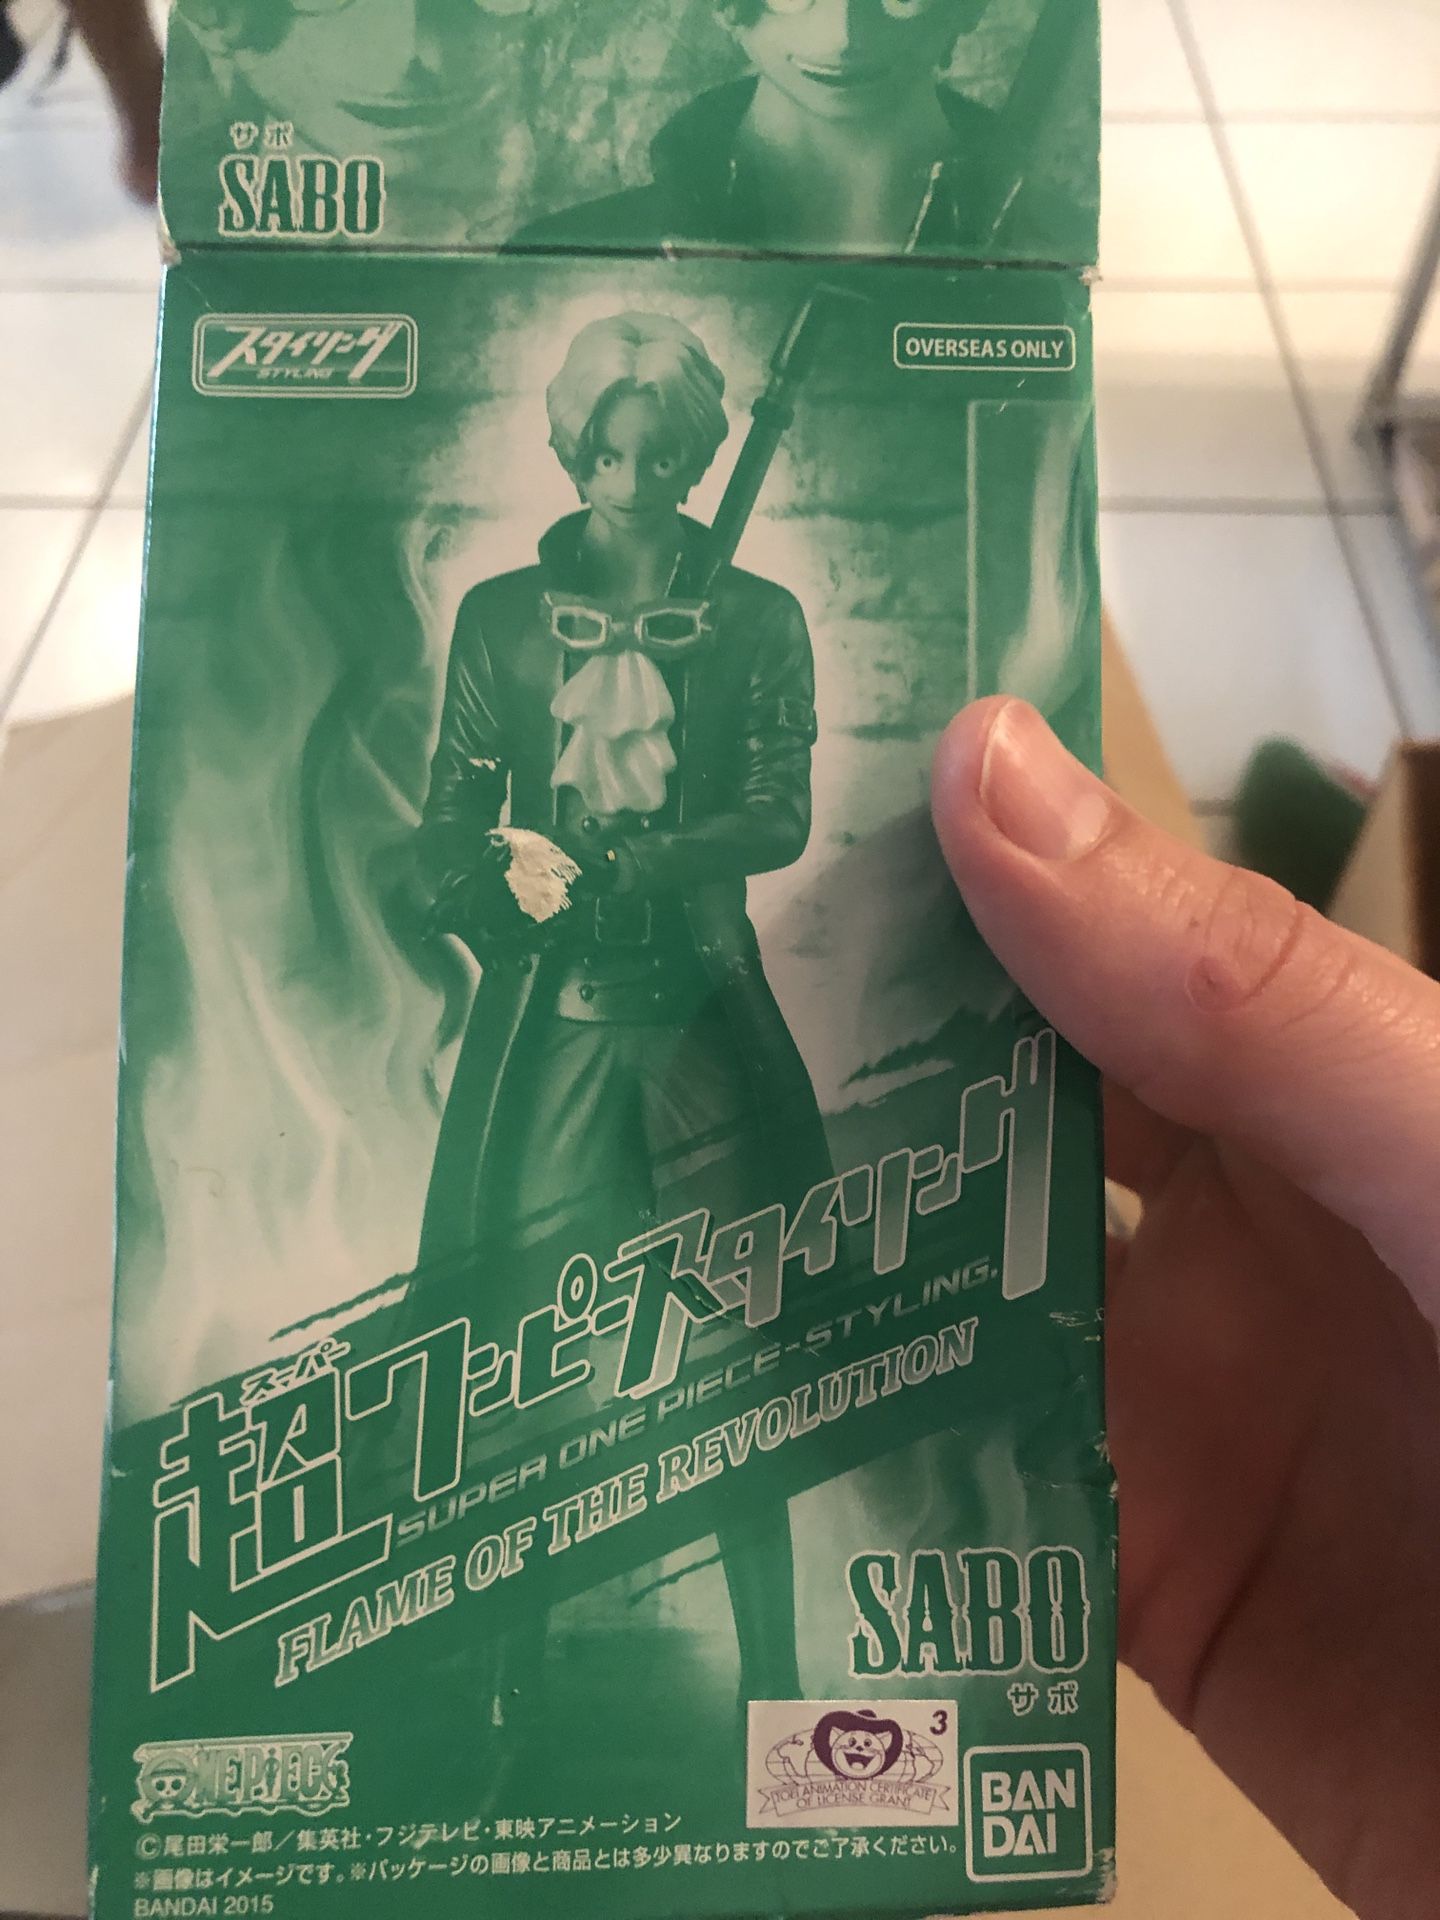 サボ
SABO
スタイリング
STYLING
OVERSEAS ONLY
スーパー
超ワンピーススタイリング
SUPER ONE PIECE-STYLING.
FLAME OF THE REVOLUTION
SABO
サボ
3
TOEI ANIMATION CERTIFICATE
OF LICENSE GRANT
ONE PIECE
BAN
DAI
©尾田栄一郎／集英社・フジテレビ・東映アニメーション
※画像はイメージです。※パッケージの画像と商品とは多少異なりますのでご了承ください。
BANDAI 2015